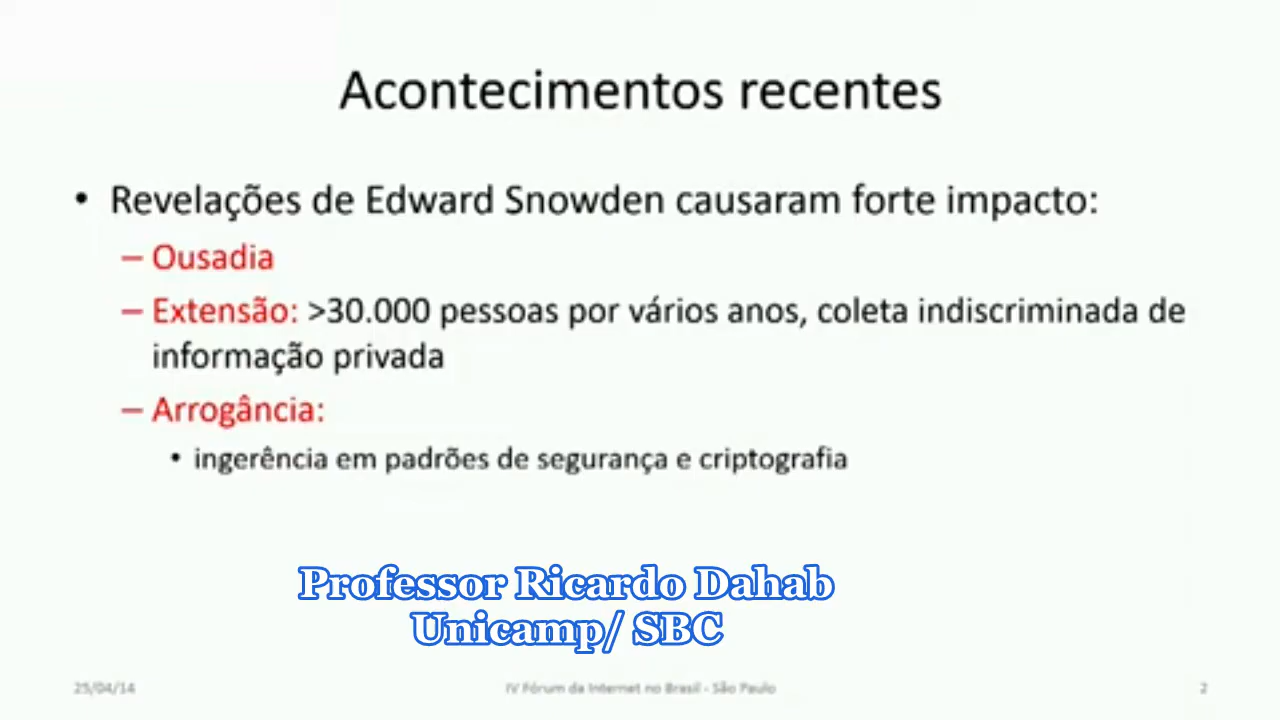 Acontecimentos recentes
• Revelações de Edward Snowden causaram forte impacto:
– Ousadia
– Extensão: >30.000 pessoas por vários anos, coleta indiscriminada de
informação privada
– Arrogância:
• ingerência em padrões de segurança e criptografia
Professor Ricardo Dahab
Unicamp/ SBC
25/04/14 IV Fórum da Internet no Brasil - São Paulo 2